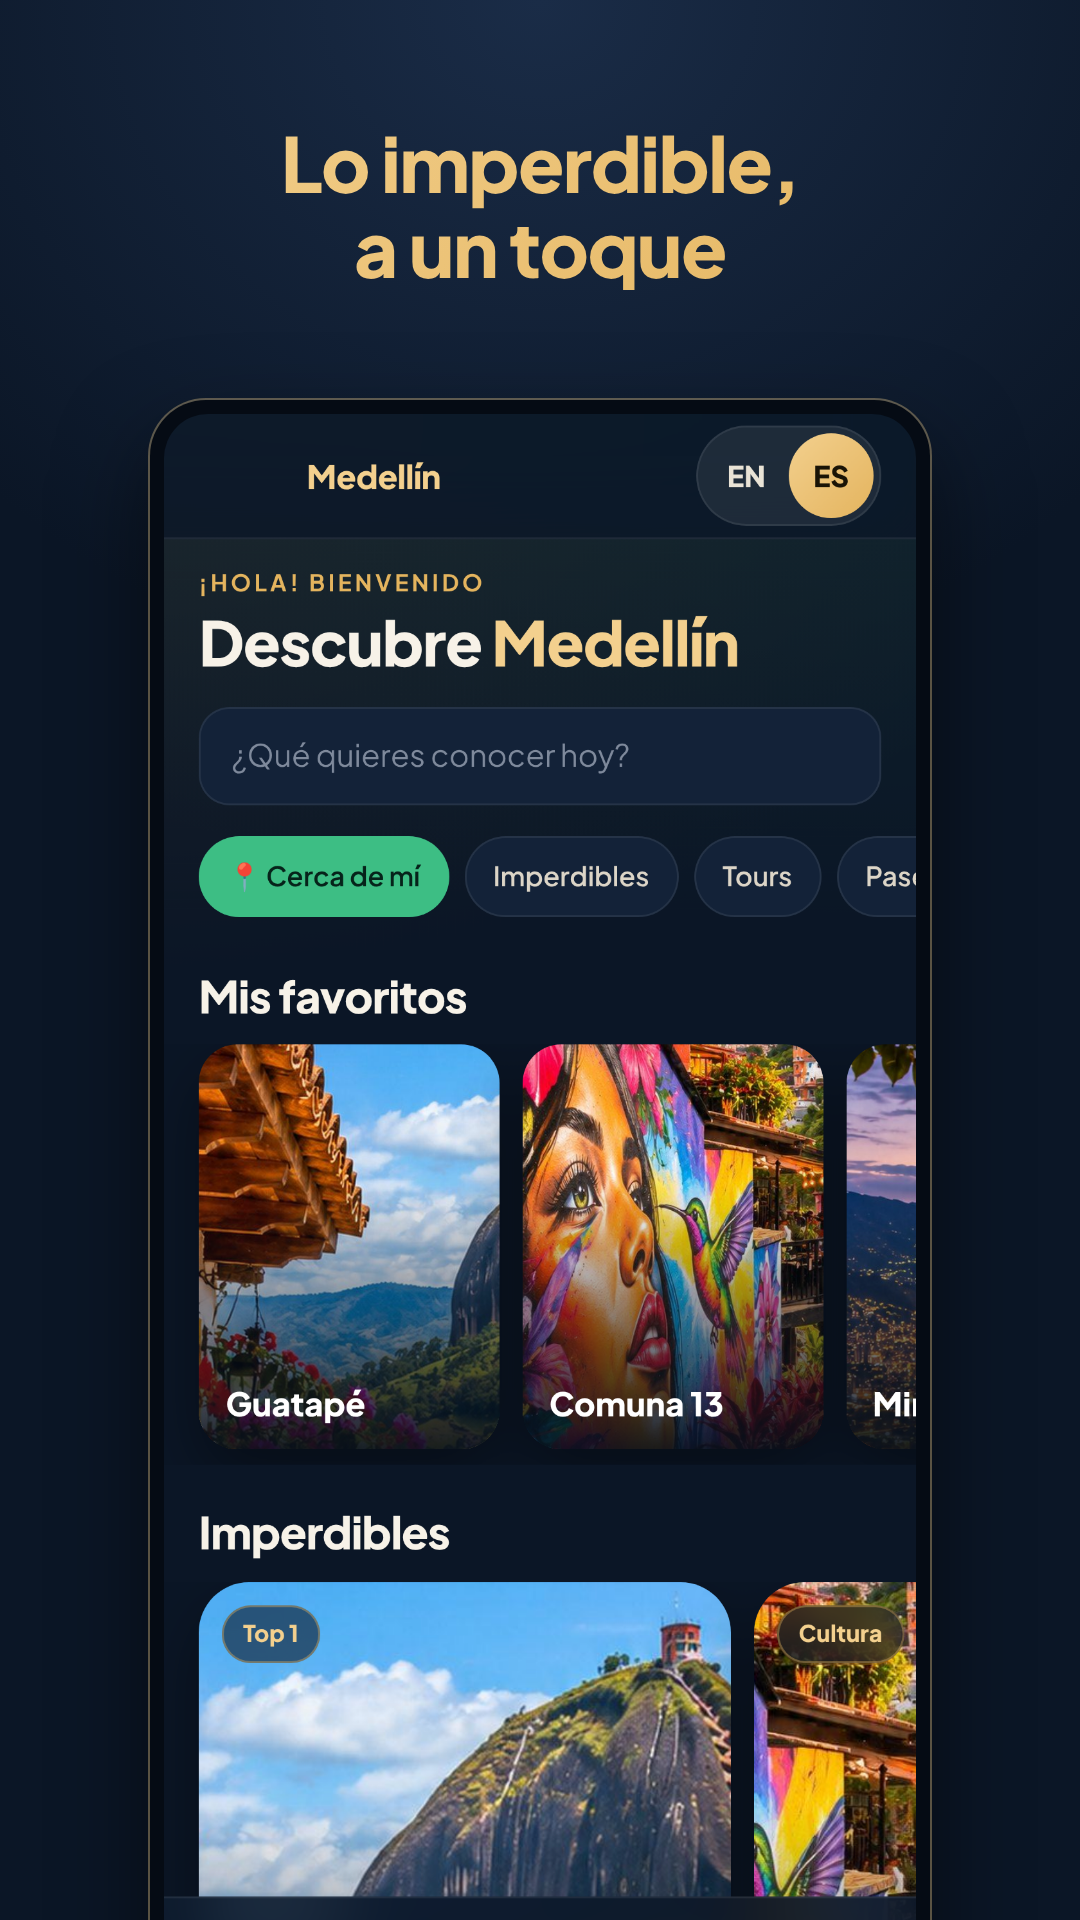 Lo imperdible,
a un toque
Medellín
EN ES
¡HOLA! BIENVENIDO
Descubre Medellín
¿Qué quieres conocer hoy?
📍 Cerca de mí Imperdibles Tours
Mis favoritos
Guatapé Comuna 13
Imperdibles
Top 1 Cultura